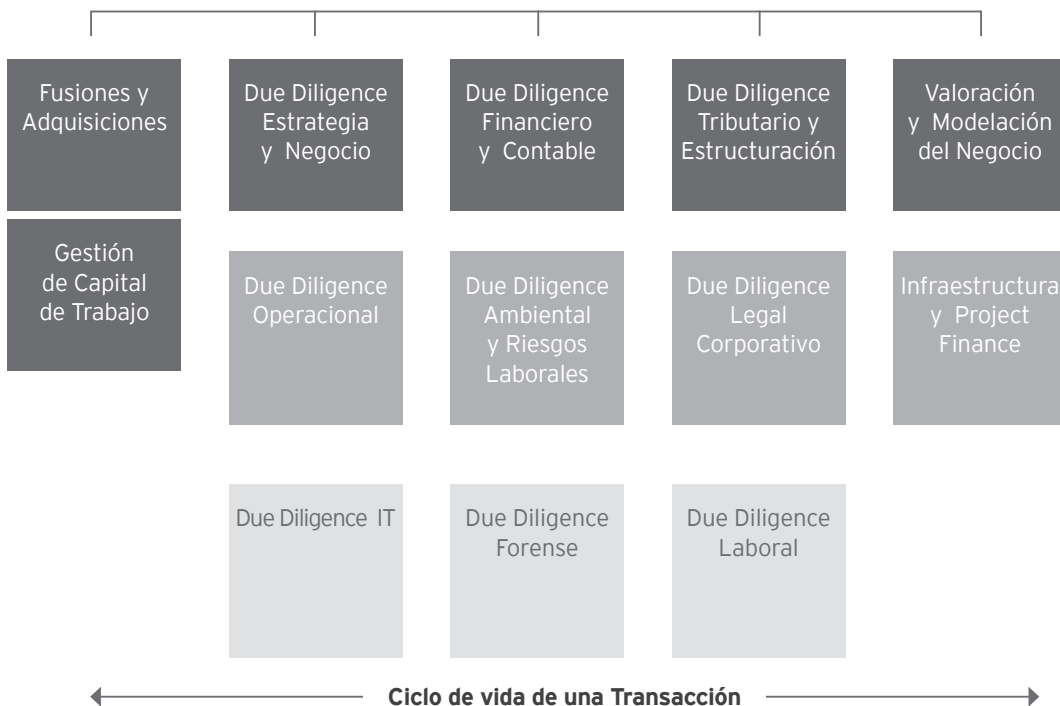 Fusiones y
Adquisiciones
Due Diligence
Estrategia
y Negocio
Due Diligence
Financiero
y Contable
Due Diligence
Tributario y
Estructuración
Valoración
y Modelación
del Negocio
Gestión
de Capital
de Trabajo
Due Diligence
Operacional
Due Diligence
Ambiental
y Riesgos
Laborales
Due Diligence
Legal
Corporativo
Infraestructura
y Project
Finance
Due Diligence IT
Due Diligence
Forense
Due Diligence
Laboral
Ciclo de vida de una Transacción